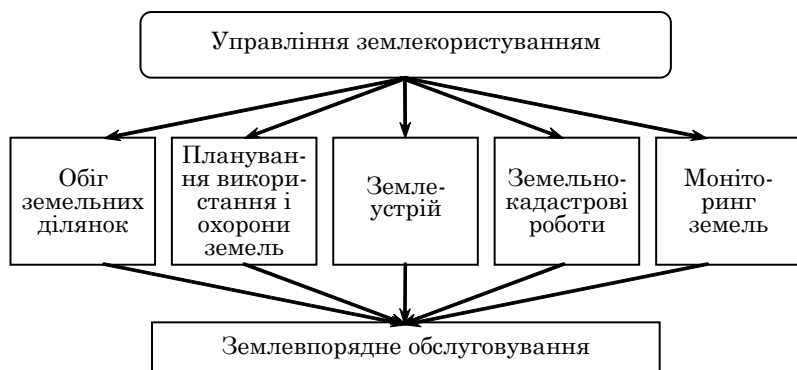 Управління землекористуванням
Обіг
земельних
ділянок
Плануван-
ня викори-
стання і
охорони
земель
Земле-
устрій
Земельно-
кадастрові
роботи
Моніто-
ринг
земель
Землевпорядне обслуговування